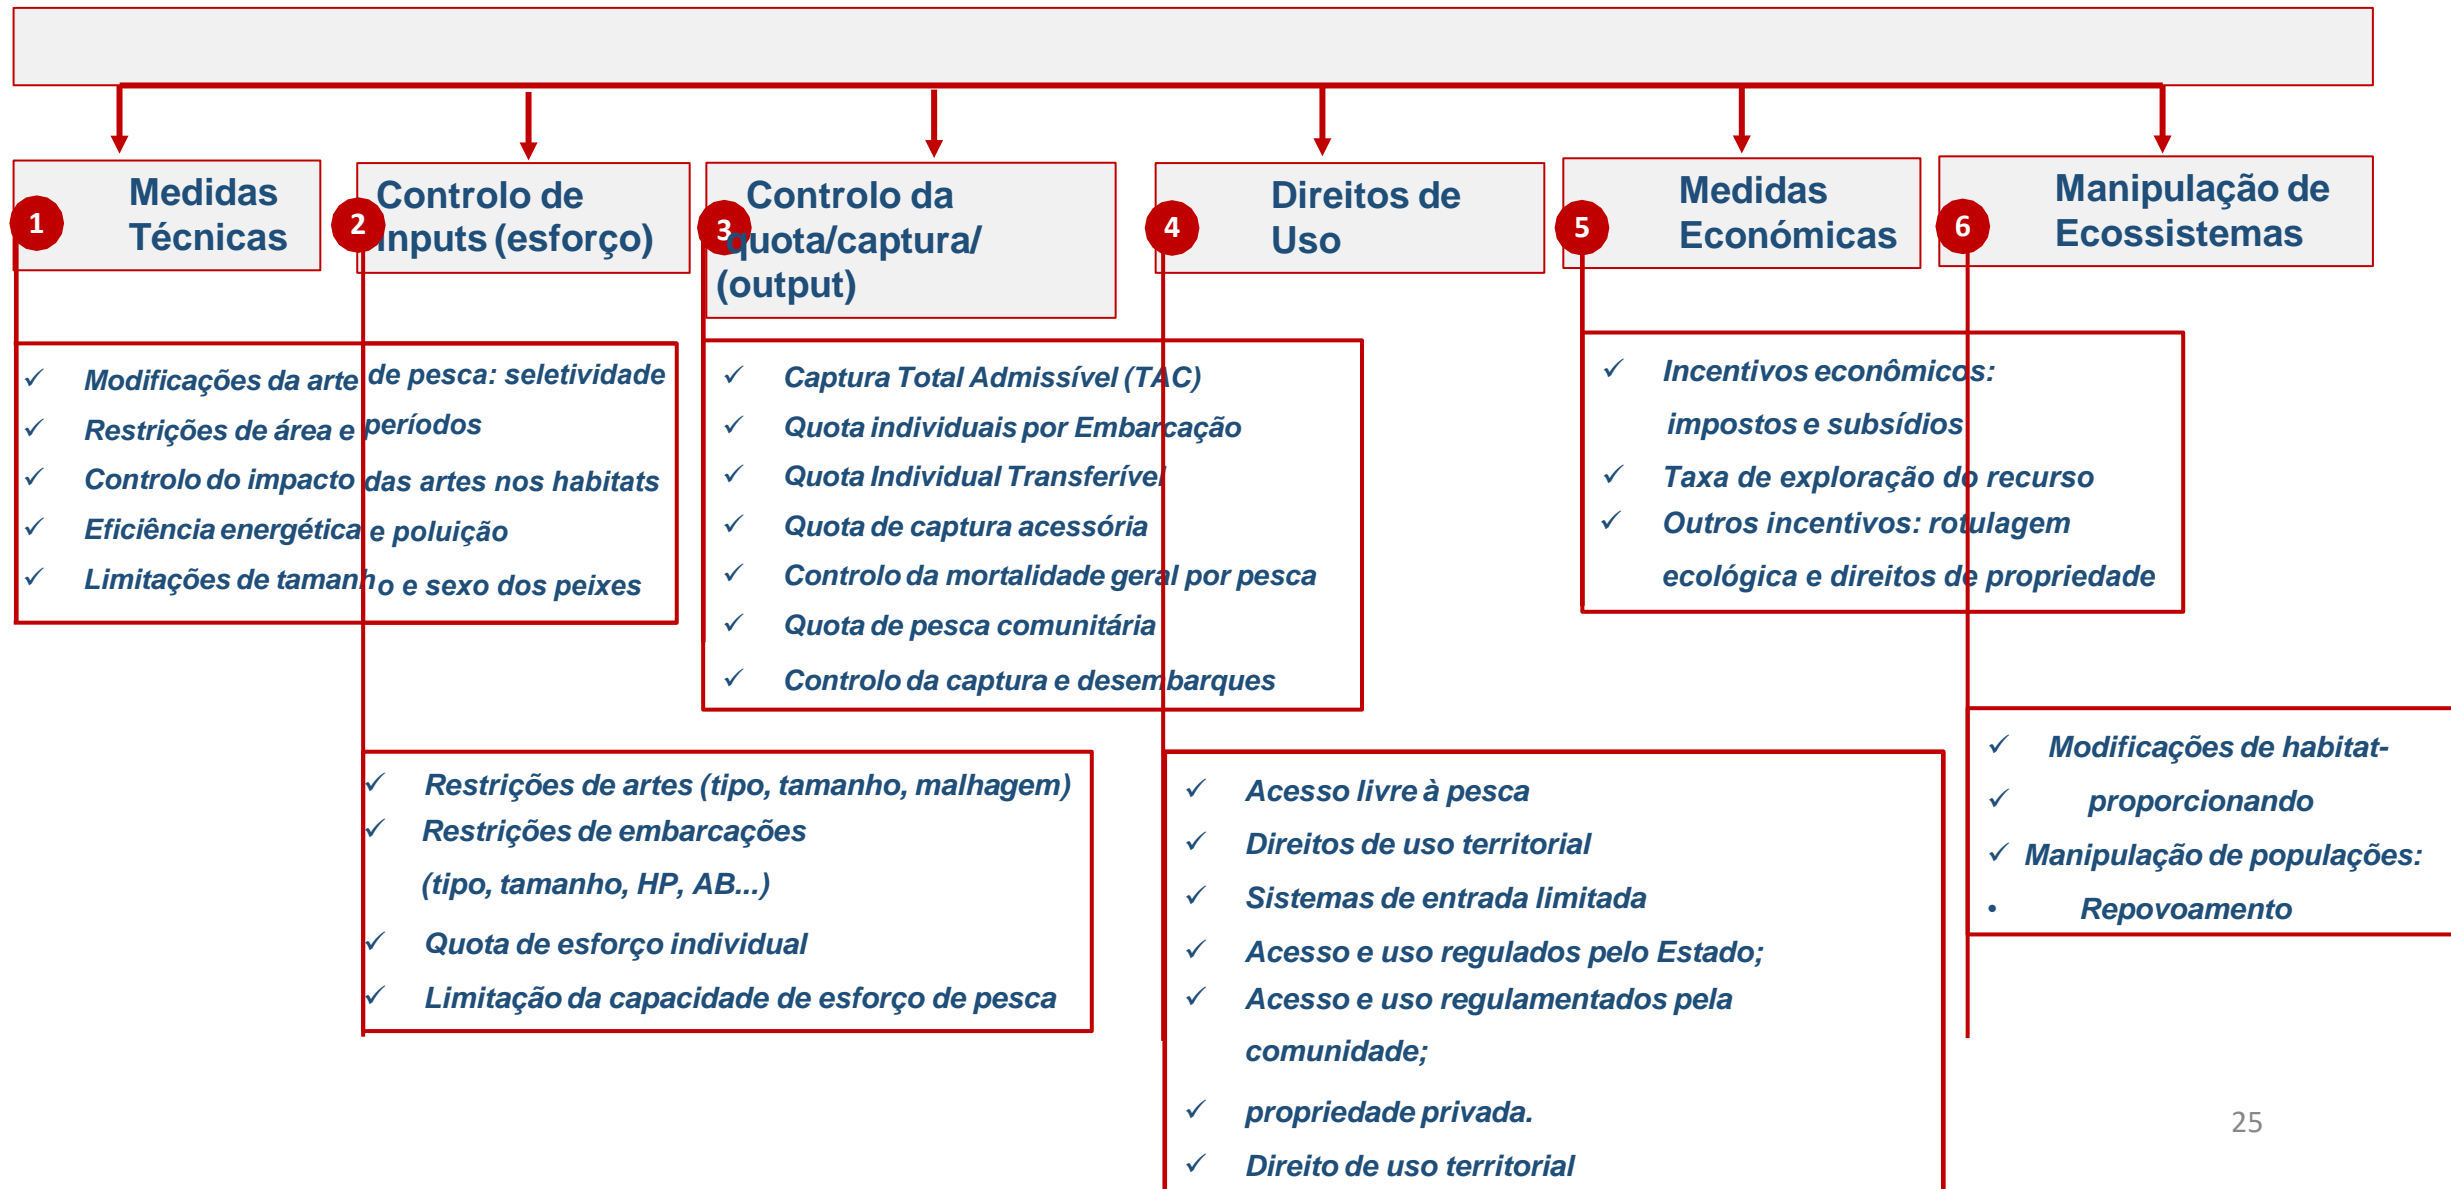 1
Medidas
Técnicas
2
Controlo de
Inputs (esforço)
3
Controlo da
quota/captura/
(output)
4
Direitos de
Uso
5
Medidas
Económicas
6
Manipulação de
Ecossistemas
✓ Modificações da arte de pesca: seletividade
✓ Restrições de área e períodos
✓ Controlo do impacto das artes nos habitats
✓ Eficiência energética e poluição
✓ Limitações de tamanho e sexo dos peixes
✓ Restrições de artes (tipo, tamanho, malhagem)
✓ Restrições de embarcações
(tipo, tamanho, HP, AB...)
✓ Quota de esforço individual
✓ Limitação da capacidade de esforço de pesca
✓ Captura Total Admissível (TAC)
✓ Quota individuais por Embarcação
✓ Quota Individual Transferível
✓ Quota de captura acessória
✓ Controlo da mortalidade geral por pesca
✓ Quota de pesca comunitária
✓ Controlo da captura e desembarques
✓ Acesso livre à pesca
✓ Direitos de uso territorial
✓ Sistemas de entrada limitada
✓ Acesso e uso regulados pelo Estado;
✓ Acesso e uso regulamentados pela
comunidade;
✓ propriedade privada.
✓ Direito de uso territorial
✓ Incentivos econômicos:
impostos e subsídios
✓ Taxa de exploração do recurso
✓ Outros incentivos: rotulagem
ecológica e direitos de propriedade
✓ Modificações de habitat-
✓ proporcionando
✓ Manipulação de populações:
• Repovoamento
25